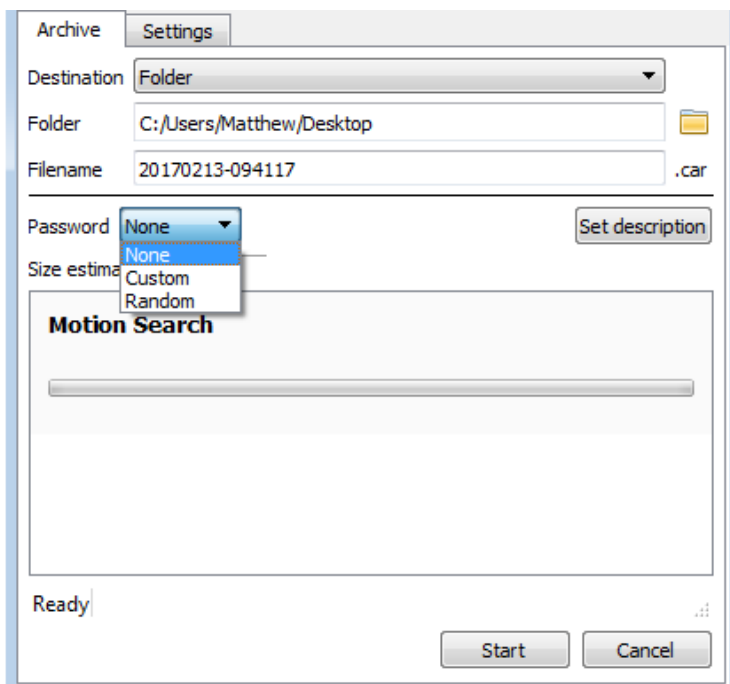 Archive Settings
Destination Folder
Folder C:/Users/Matthew/Desktop
Filename 20170213-094117 .car
Password None Set description
None
Size estima
Custom
Random
Motion Search
Ready
Start Cancel